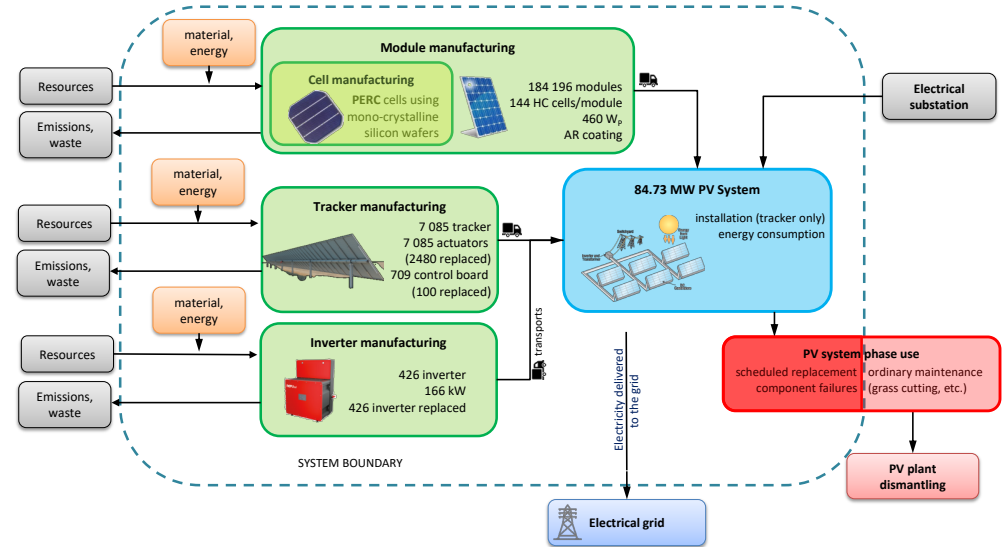 material,
energy
Resources
Emissions,
waste
Module manufacturing
Cell manufacturing
PERC cells using
mono-crystalline
silicon wafers
184 196 modules
144 HC cells/module
460 WP
AR coating
Electrical
substation
material,
energy
Resources
Emissions,
waste
Tracker manufacturing
7 085 tracker
7 085 actuators
(2480 replaced)
709 control board
(100 replaced)
84.73 MW PV System
installation (tracker only)
energy consumption
material,
energy
Resources
Emissions,
waste
Inverter manufacturing
426 inverter
166 kW
426 inverter replaced
transports
Electricity delivered
to the grid
PV system phase use
scheduled replacement
component failures
ordinary maintenance
(grass cutting, etc.)
SYSTEM BOUNDARY
PV plant
dismantling
Electrical grid